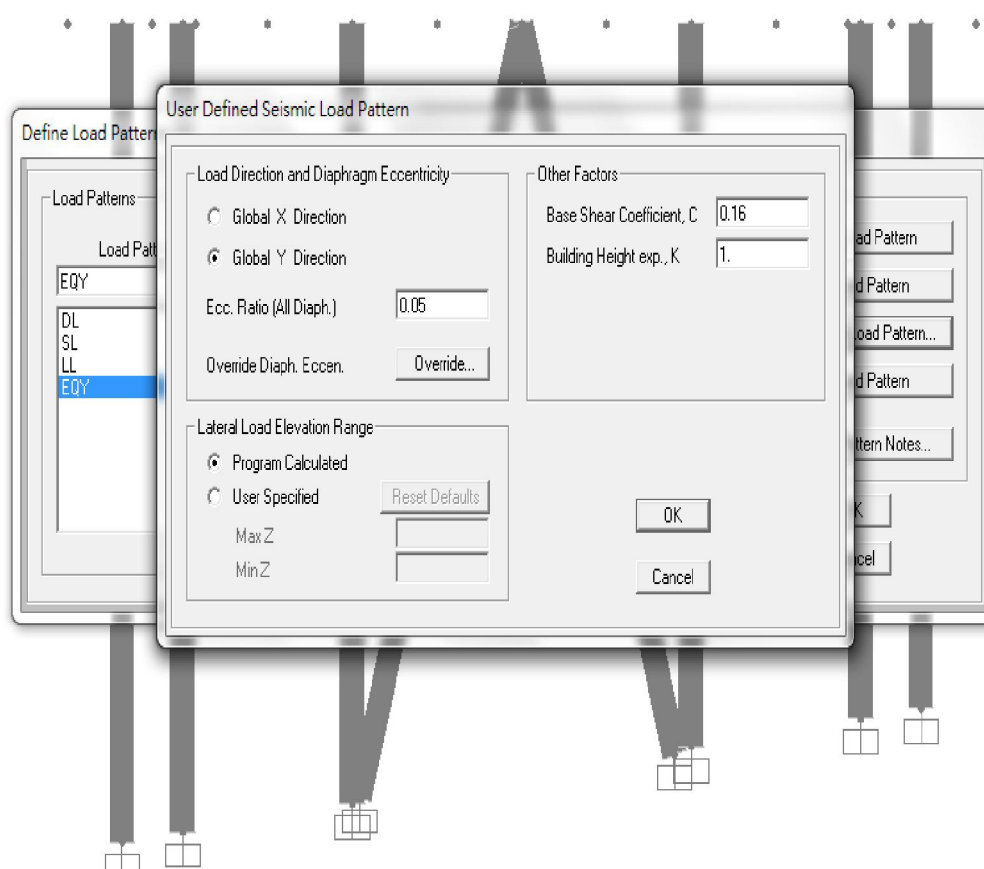 User Defined Seismic Load Pattern
Load Direction and Diaphragm Eccentricity
Global X Direction
Global Y Direction
Ecc. Ratio (All Diaph.) 0.05
Override Diaph. Eccen. Override...
Other Factors
Base Shear Coefficient, C 0.16
Building Height exp., K 1.
Lateral Load Elevation Range
Program Calculated
User Specified Reset Defaults
Max Z
Min Z
OK
Cancel
Define Load Pattern
Load Patterns
Load Patt
EQY
DL
SL
LL
EQY
ad Pattern
d Pattern
Load Pattern...
d Pattern
ttern Notes...
K
cel